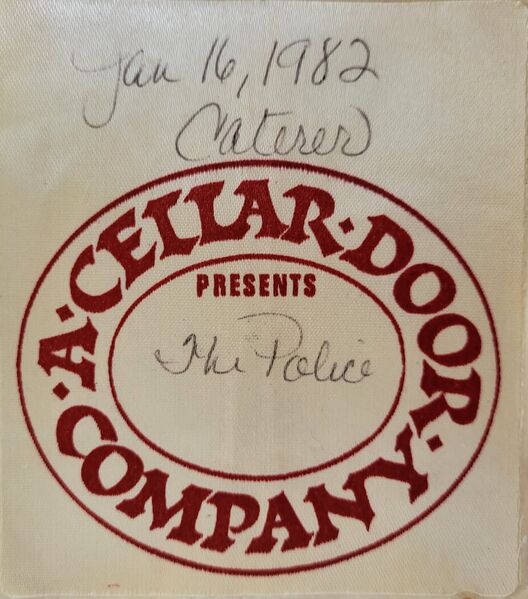 Jan 16, 1982
Caterer
A · CELLAR · DOOR ·
PRESENTS
The Police
COMPANY